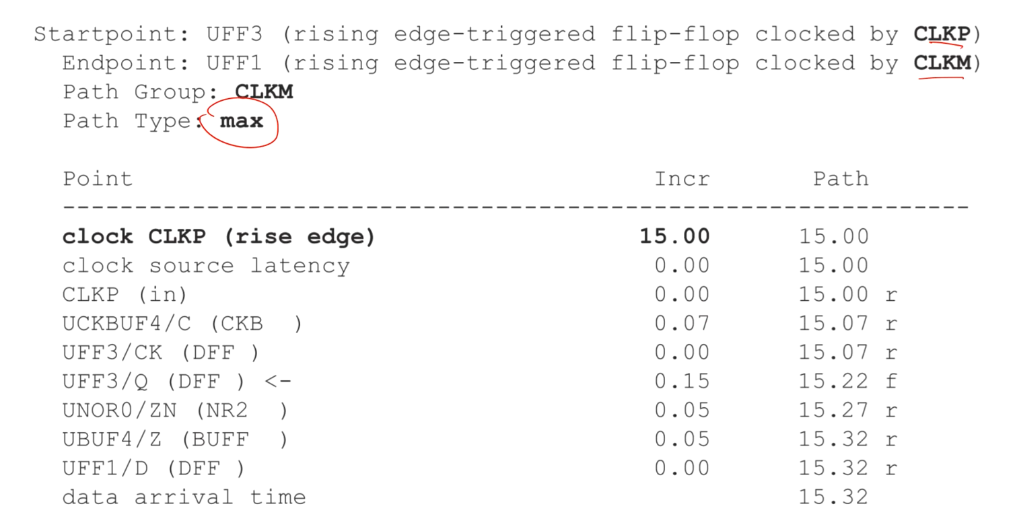 Startpoint: UFF3 (rising edge-triggered flip-flop clocked by CLKP)
Endpoint: UFF1 (rising edge-triggered flip-flop clocked by CLKM)
Path Group: CLKM
Path Type: max
Point Incr Path
----------------------------------------------------------------
clock CLKP (rise edge) 15.00 15.00
clock source latency 0.00 15.00
CLKP (in) 0.00 15.00 r
UCKBUF4/C (CKB  ) 0.07 15.07 r
UFF3/CK (DFF ) 0.00 15.07 r
UFF3/Q (DFF ) <- 0.15 15.22 f
UNOR0/ZN (NR2  ) 0.05 15.27 r
UBUF4/Z (BUFF  ) 0.05 15.32 r
UFF1/D (DFF ) 0.00 15.32 r
data arrival time 15.32